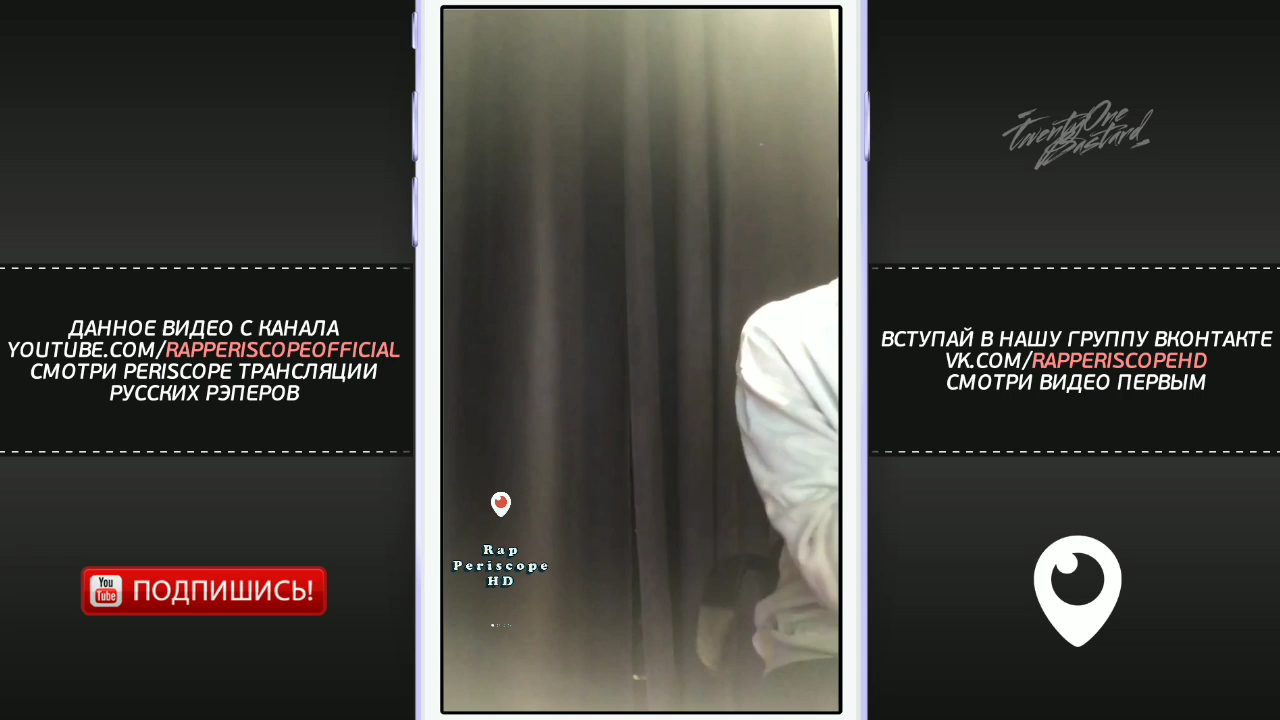 ДАННОЕ ВИДЕО С КАНАЛА
YOUTUBE.COM/RAPPERISCOPEOFFICIAL
СМОТРИ PERISCOPE ТРАНСЛЯЦИИ
РУССКИХ РЭПЕРОВ
You
Tube
ПОДПИШИСЬ!
Rap
Periscope
HD
TwentyOne
Bastard
ВСТУПАЙ В НАШУ ГРУППУ ВКОНТАКТЕ
VK.COM/RAPPERISCOPEHD
СМОТРИ ВИДЕО ПЕРВЫМ